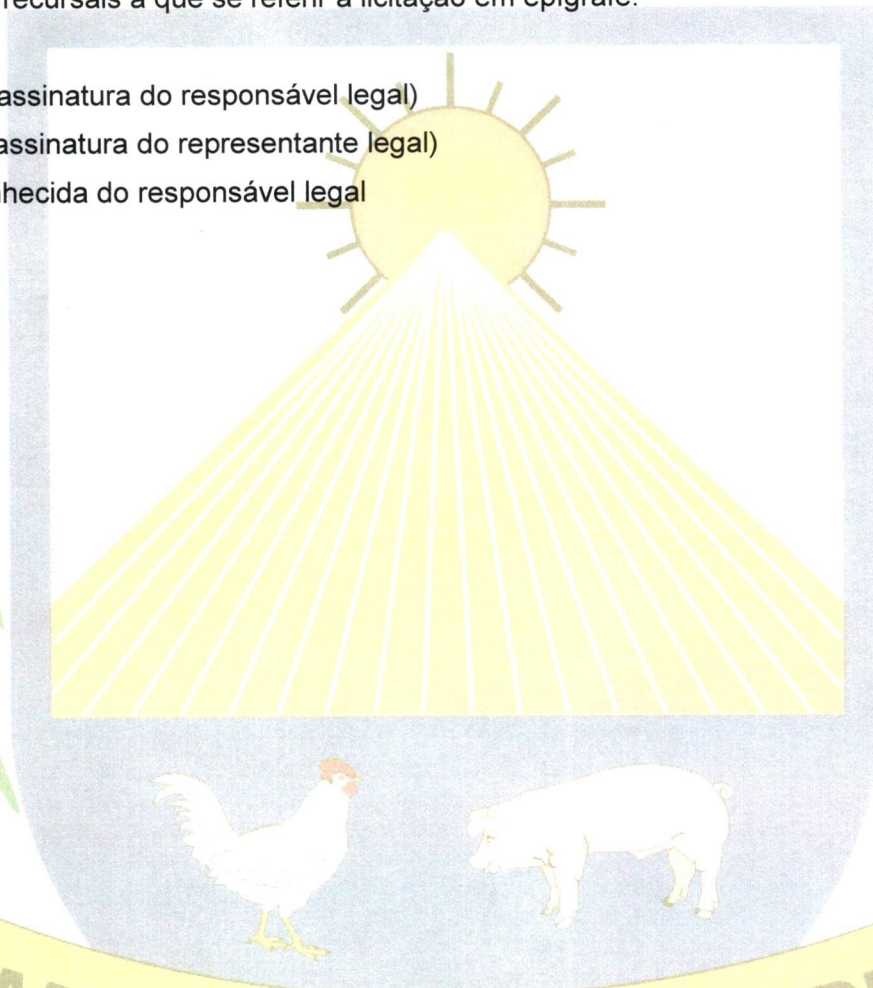 recursais a que se referir a licitação em epígrafe.
assinatura do responsável legal)
assinatura do representante legal)
hecida do responsável legal